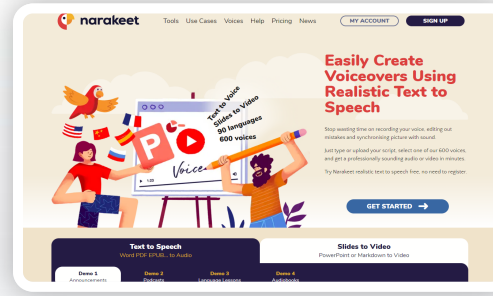 narakeet
Tools Use Cases Voices Help Pricing News
MY ACCOUNT
SIGN UP
Text to Voice
Slides to Video
90 languages
600 voices
P
Voice
1:20
Easily Create
Voiceovers Using
Realistic Text to
Speech
Stop wasting time on recording your voice, editing out
mistakes and synchronising picture with sound.
Just type or upload your script, select one of our 600 voices,
and get a professionally sounding audio or video in minutes.
Try Narakeet realistic text to speech free, no need to register.
GET STARTED →
Text to Speech
Word PDF EPUB... to Audio
Slides to Video
PowerPoint or Markdown to Video
Demo 1
Announcements
Demo 2
Podcasts
Demo 3
Language Lessons
Demo 4
Audiobooks